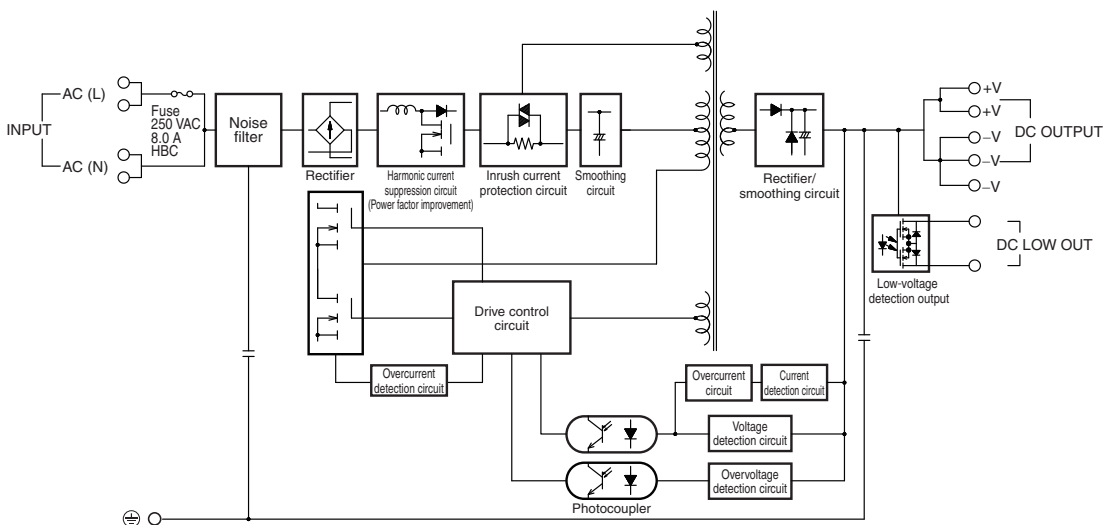 INPUT
AC (L)
AC (N)
Fuse
250 VAC
8.0 A
HBC
Noise
filter
Rectifier
Harmonic current
suppression circuit
(Power factor improvement)
Inrush current
protection circuit
Smoothing
circuit
Rectifier/
smoothing circuit
+V
+V
–V
–V
–V
DC OUTPUT
DC LOW OUT
Low-voltage
detection output
Drive control
circuit
Overcurrent
detection circuit
Overcurrent
circuit
Current
detection circuit
Voltage
detection circuit
Overvoltage
detection circuit
Photocoupler